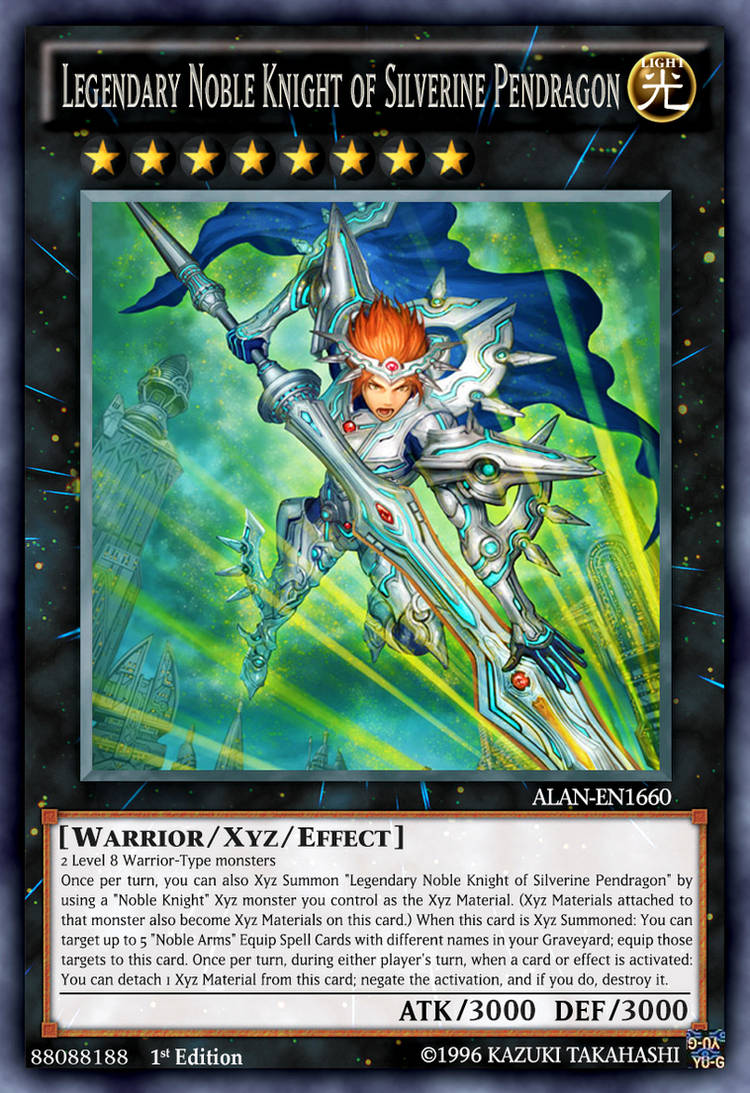 LEGENDARY NOBLE KNIGHT OF SILVERINE PENDRAGON
LIGHT
光
ALAN-EN1660
[WARRIOR/XYZ/EFFECT]
2 Level 8 Warrior-Type monsters
Once per turn, you can also Xyz Summon "Legendary Noble Knight of Silverine Pendragon" by
using a "Noble Knight" Xyz monster you control as the Xyz Material. (Xyz Materials attached to
that monster also become Xyz Materials on this card.) When this card is Xyz Summoned: You can
target up to 5 "Noble Arms" Equip Spell Cards with different names in your Graveyard; equip those
targets to this card. Once per turn, during either player's turn, when a card or effect is activated:
You can detach 1 Xyz Material from this card; negate the activation, and if you do, destroy it.
ATK/3000 DEF/3000
88088188 1st Edition ©1996 KAZUKI TAKAHASHI
YU-G
YU-G